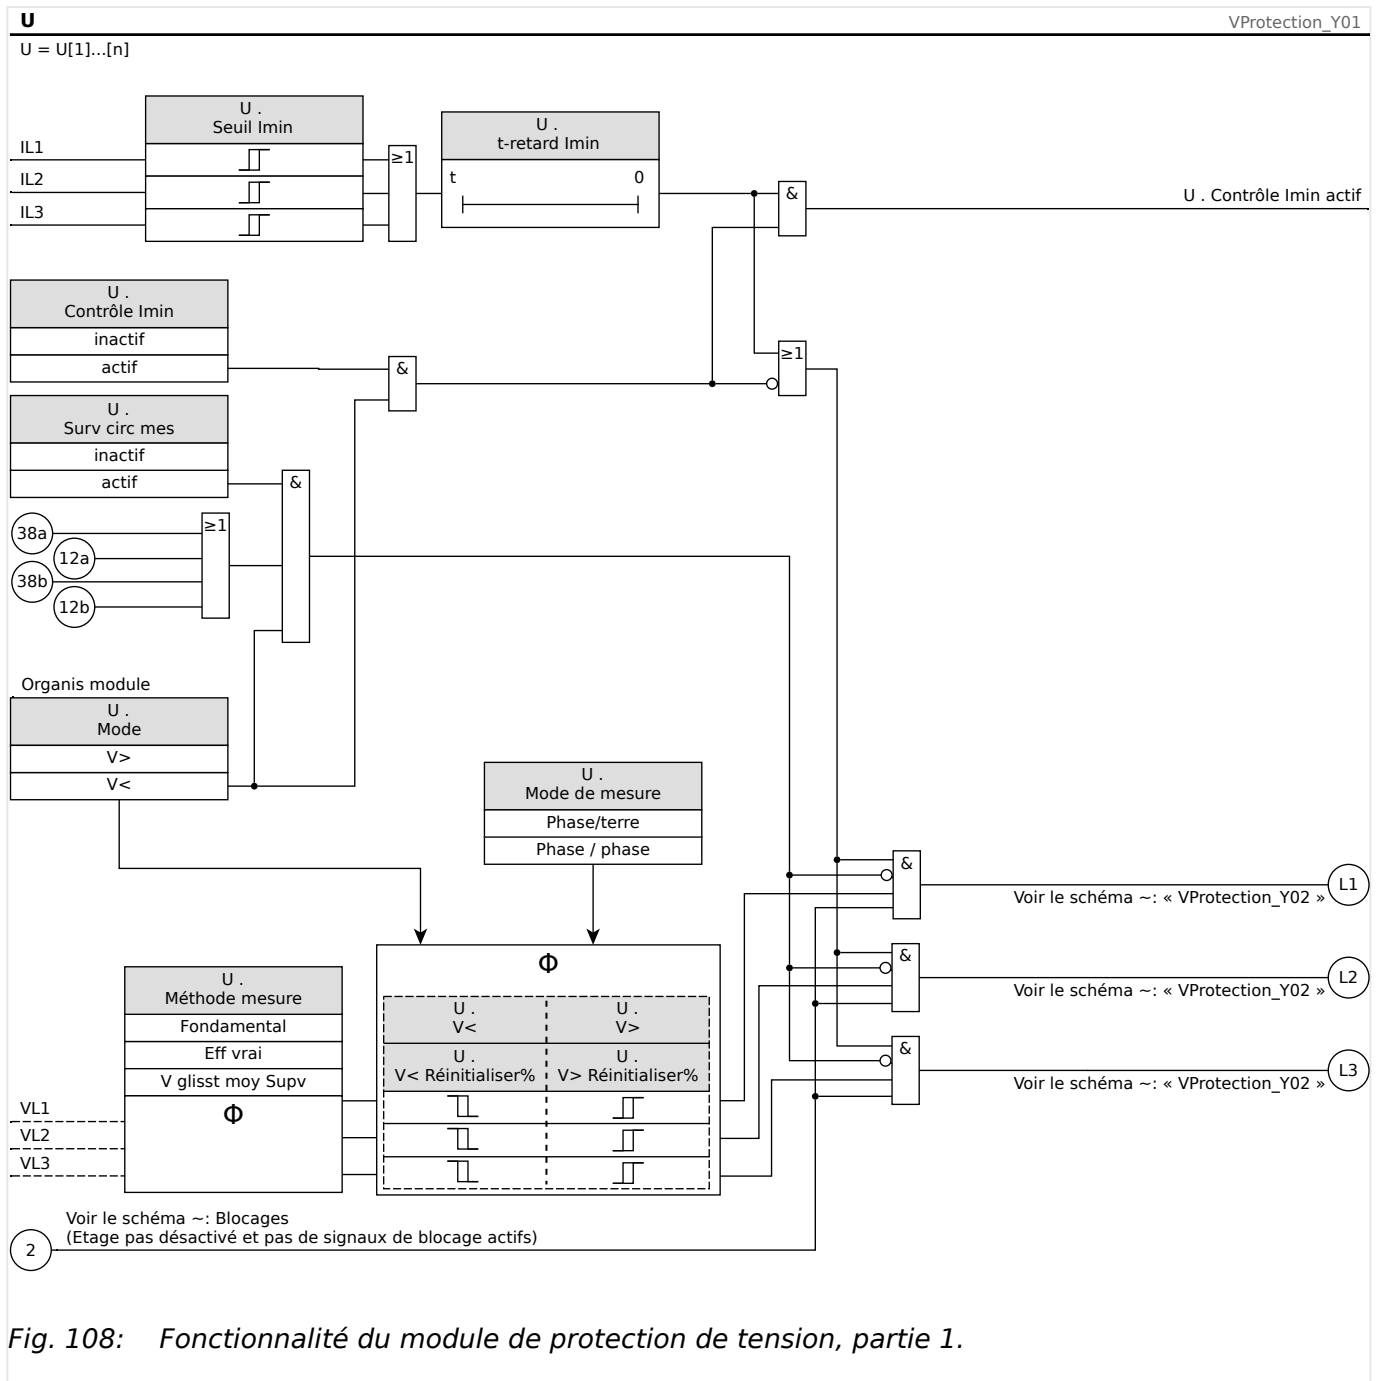 U
VProtection_Y01
U = U[1]...[n]
U .
Seuil Imin
IL1
IL2
IL3
≥1
U .
t-retard Imin
t
0
&
U . Contrôle Imin actif
U .
Contrôle Imin
inactif
actif
&
≥1
U .
Surv circ mes
inactif
actif
&
38a
12a
38b
12b
≥1
Organis module
U .
Mode
V>
V<
U .
Mode de mesure
Phase/terre
Phase / phase
&
L1
Voir le schéma ~: « VProtection_Y02 »
&
L2
Voir le schéma ~: « VProtection_Y02 »
&
L3
Voir le schéma ~: « VProtection_Y02 »
U .
Méthode mesure
Fondamental
Eff vrai
V glisst moy Supv
Φ
VL1
VL2
VL3
Φ
U .
V<
U .
V>
U .
V< Réinitialiser%
U .
V> Réinitialiser%
Voir le schéma ~: Blocages
(Etage pas désactivé et pas de signaux de blocage actifs)
2
Fig. 108: Fonctionnalité du module de protection de tension, partie 1.